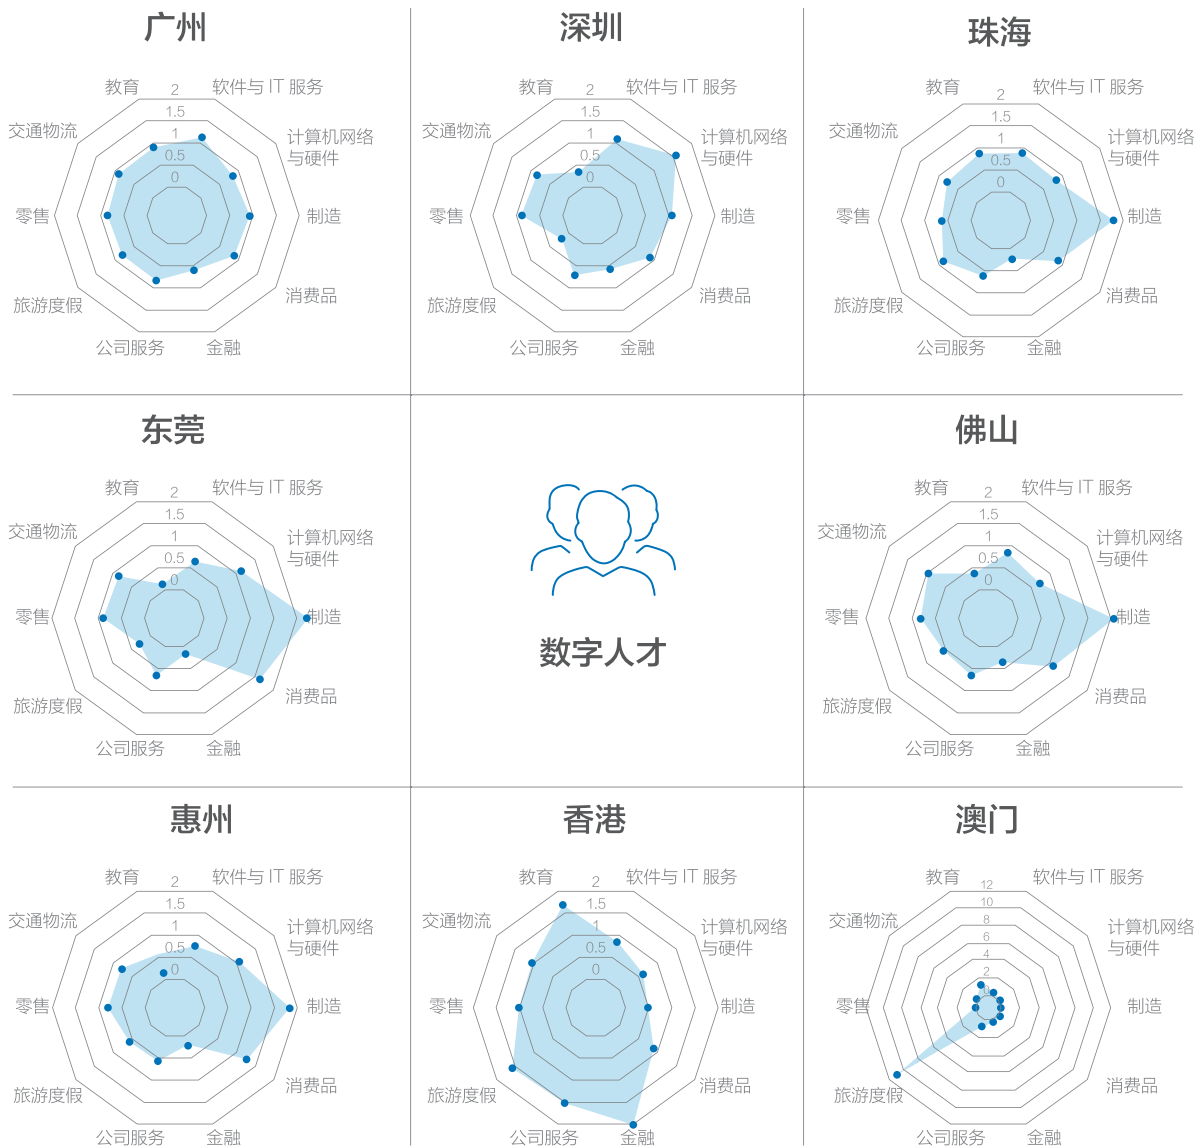 广州
教育
2
软件与 IT 服务
1.5
交通物流
1
计算机网络
与硬件
0.5
0
零售
制造
旅游度假
消费品
公司服务
金融
深圳
教育
2
软件与 IT 服务
1.5
交通物流
1
计算机网络
与硬件
0.5
0
零售
制造
旅游度假
消费品
公司服务
金融
珠海
教育
2
软件与 IT 服务
1.5
交通物流
1
计算机网络
与硬件
0.5
0
零售
制造
旅游度假
消费品
公司服务
金融
东莞
教育
2
软件与 IT 服务
1.5
交通物流
1
计算机网络
与硬件
0.5
0
零售
制造
旅游度假
消费品
公司服务
金融
数字人才
佛山
教育
2
软件与 IT 服务
1.5
交通物流
1
计算机网络
与硬件
0.5
0
零售
制造
旅游度假
消费品
公司服务
金融
惠州
教育
2
软件与 IT 服务
1.5
交通物流
1
计算机网络
与硬件
0.5
0
零售
制造
旅游度假
消费品
公司服务
金融
香港
教育
2
软件与 IT 服务
1.5
交通物流
1
计算机网络
与硬件
0.5
0
零售
制造
旅游度假
消费品
公司服务
金融
澳门
教育
12
软件与 IT 服务
10
交通物流
8
计算机网络
与硬件
6
4
2
0
零售
制造
旅游度假
消费品
公司服务
金融